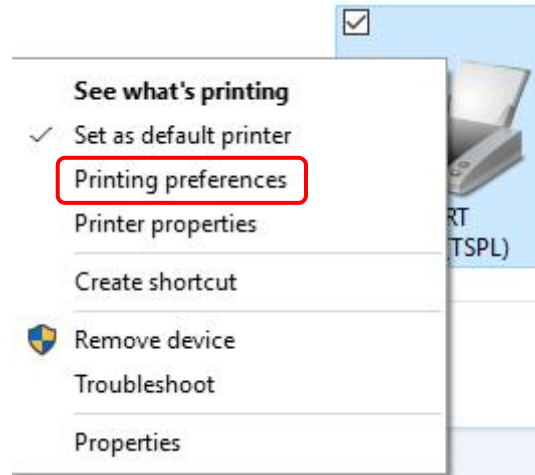 See what's printing
Set as default printer
Printing preferences
Printer properties
Create shortcut
Remove device
Troubleshoot
Properties
RT
TSPL)